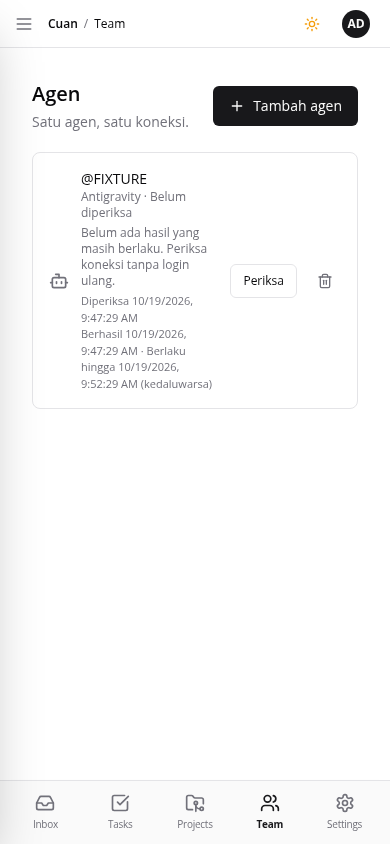 Cuan / Team
AD
Agen
Satu agen, satu koneksi.
+ Tambah agen
@FIXTURE
Antigravity · Belum
diperiksa
Belum ada hasil yang
masih berlaku. Periksa
koneksi tanpa login
ulang.
Diperiksa 10/19/2026,
9:47:29 AM
Berhasil 10/19/2026,
9:47:29 AM · Berlaku
hingga 10/19/2026,
9:52:29 AM (kedaluwarsa)
Periksa
Inbox
Tasks
Projects
Team
Settings